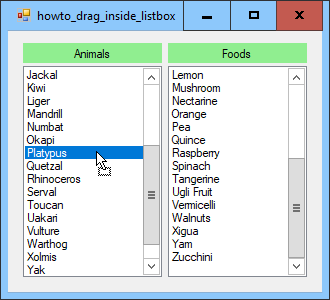 howto_drag_inside_listbox
Animals
Jackal
Kiwi
Liger
Mandrill
Numbat
Okapi
Platypus
Quetzal
Rhinoceros
Serval
Toucan
Uakari
Vulture
Warthog
Xolmis
Yak
Foods
Lemon
Mushroom
Nectarine
Orange
Pea
Quince
Raspberry
Spinach
Tangerine
Ugli Fruit
Vermicelli
Walnuts
Xigua
Yam
Zucchini